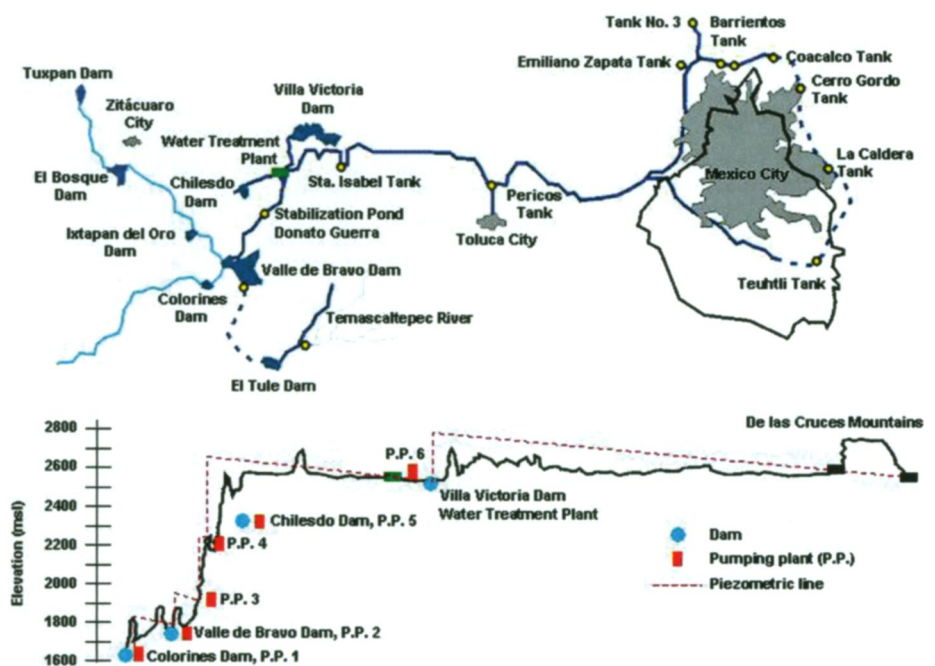 Tank No. 3
Barrientos
Tank
Emiliano Zapata Tank
Coacalco Tank
Cerro Gordo
Tank
Tuxpan Dam
Zitácuaro
City
Villa Victoria
Dam
Water Treatment
Plant
El Bosque
Dam
Chilesdo
Dam
Sta. Isabel Tank
Pericos
Tank
Mexico City
La Caldera
Tank
Stabilization Pond
Donato Guerra
Toluca City
Ixtapan del Oro
Dam
Valle de Bravo Dam
Teuhtli Tank
Colorines
Dam
Temascaltepec River
El Tule Dam
De las Cruces Mountains
Elevation (msl)
2800
2600
2400
2200
2000
1800
1600
P.P. 6
Villa Victoria Dam
Water Treatment Plant
Chilesdo Dam, P.P. 5
P.P. 4
P.P. 3
Valle de Bravo Dam, P.P. 2
Colorines Dam, P.P. 1
Dam
Pumping plant (P.P.)
Piezometric line